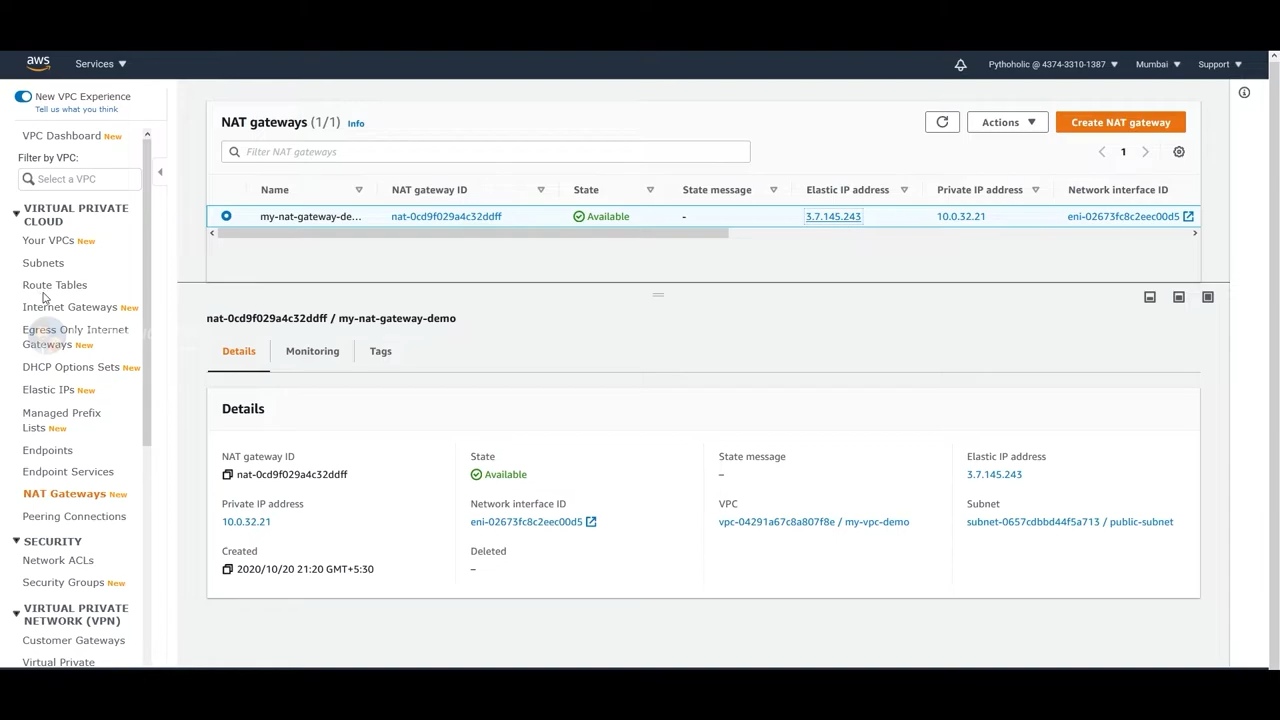 aws
Services
Pythoholic @ 4374-3310-1387
Mumbai
Support
New VPC Experience
Tell us what you think
VPC Dashboard New
Filter by VPC:
Select a VPC
VIRTUAL PRIVATE
CLOUD
Your VPCs New
Subnets
Route Tables
Internet Gateways New
Egress Only Internet
Gateways New
DHCP Options Sets New
Elastic IPs New
Managed Prefix
Lists New
Endpoints
Endpoint Services
NAT Gateways New
Peering Connections
SECURITY
Network ACLs
Security Groups New
VIRTUAL PRIVATE
NETWORK (VPN)
Customer Gateways
Virtual Private
NAT gateways (1/1) Info
Actions
Create NAT gateway
Filter NAT gateways
1
Name NAT gateway ID State State message Elastic IP address Private IP address Network interface ID
my-nat-gateway-de... nat-0cd9f029a4c32ddff Available - 3.7.145.243 10.0.32.21 eni-02673fc8c2eec00d5
nat-0cd9f029a4c32ddff / my-nat-gateway-demo
Details Monitoring Tags
Details
NAT gateway ID State State message Elastic IP address
nat-0cd9f029a4c32ddff Available – 3.7.145.243
Private IP address Network interface ID VPC Subnet
10.0.32.21 eni-02673fc8c2eec00d5 vpc-04291a67c8a807f8e / my-vpc-demo subnet-0657cdbbd44f5a713 / public-subnet
Created Deleted
2020/10/20 21:20 GMT+5:30 –